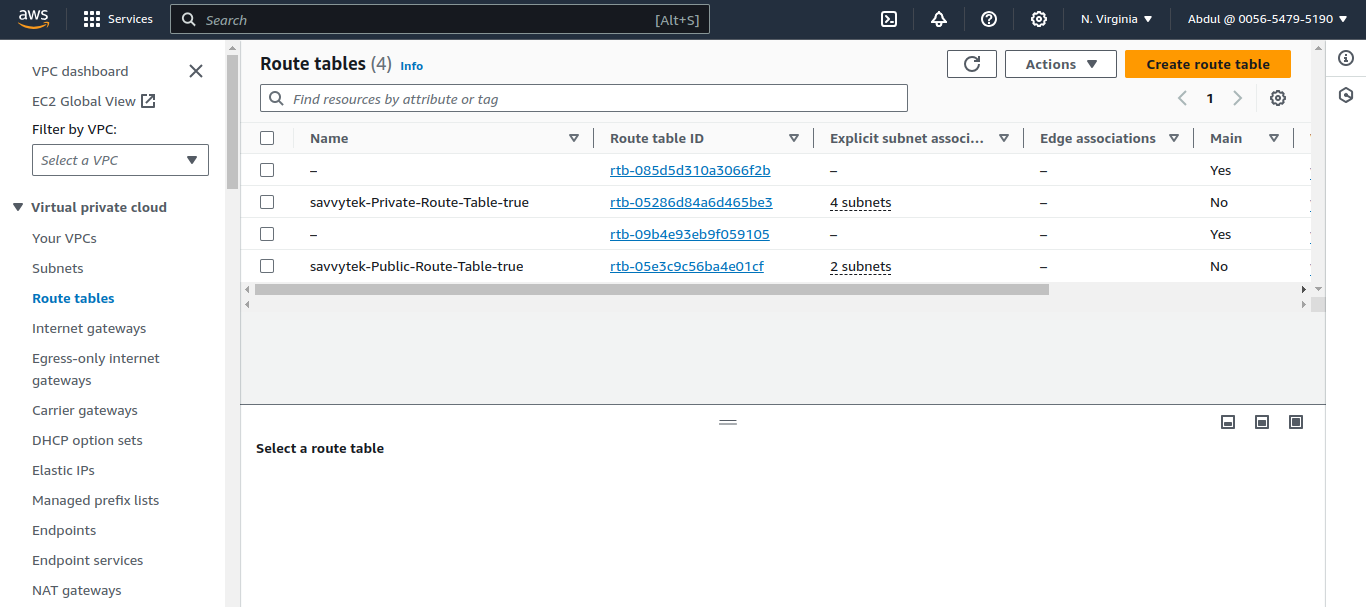 aws Services Search [Alt+S] N. Virginia Abdul @ 0056-5479-5190
VPC dashboard
EC2 Global View
Filter by VPC:
Select a VPC
Virtual private cloud
Your VPCs
Subnets
Route tables
Internet gateways
Egress-only internet
gateways
Carrier gateways
DHCP option sets
Elastic IPs
Managed prefix lists
Endpoints
Endpoint services
NAT gateways
Route tables (4) Info Actions Create route table
Find resources by attribute or tag 1
Name Route table ID Explicit subnet associ... Edge associations Main
– rtb-085d5d310a3066f2b – – Yes
savvytek-Private-Route-Table-true rtb-05286d84a6d465be3 4 subnets – No
– rtb-09b4e93eb9f059105 – – Yes
savvytek-Public-Route-Table-true rtb-05e3c9c56ba4e01cf 2 subnets – No
Select a route table